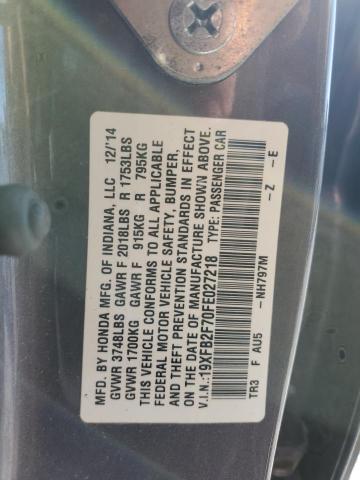 MFD. BY HONDA MFG. OF INDIANA, LLC 12/'14
GVWR 3748LBS GAWR F 2018LBS R 1753LBS
GVWR 1700KG GAWR F 915KG R 795KG
THIS VEHICLE CONFORMS TO ALL APPLICABLE
FEDERAL MOTOR VEHICLE SAFETY, BUMPER,
AND THEFT PREVENTION STANDARDS IN EFFECT
ON THE DATE OF MANUFACTURE SHOWN ABOVE.
V.I.N.: 19XFB2F70FE027218 TYPE: PASSENGER CAR
TR3 F AU5 -NH797M -Z -E